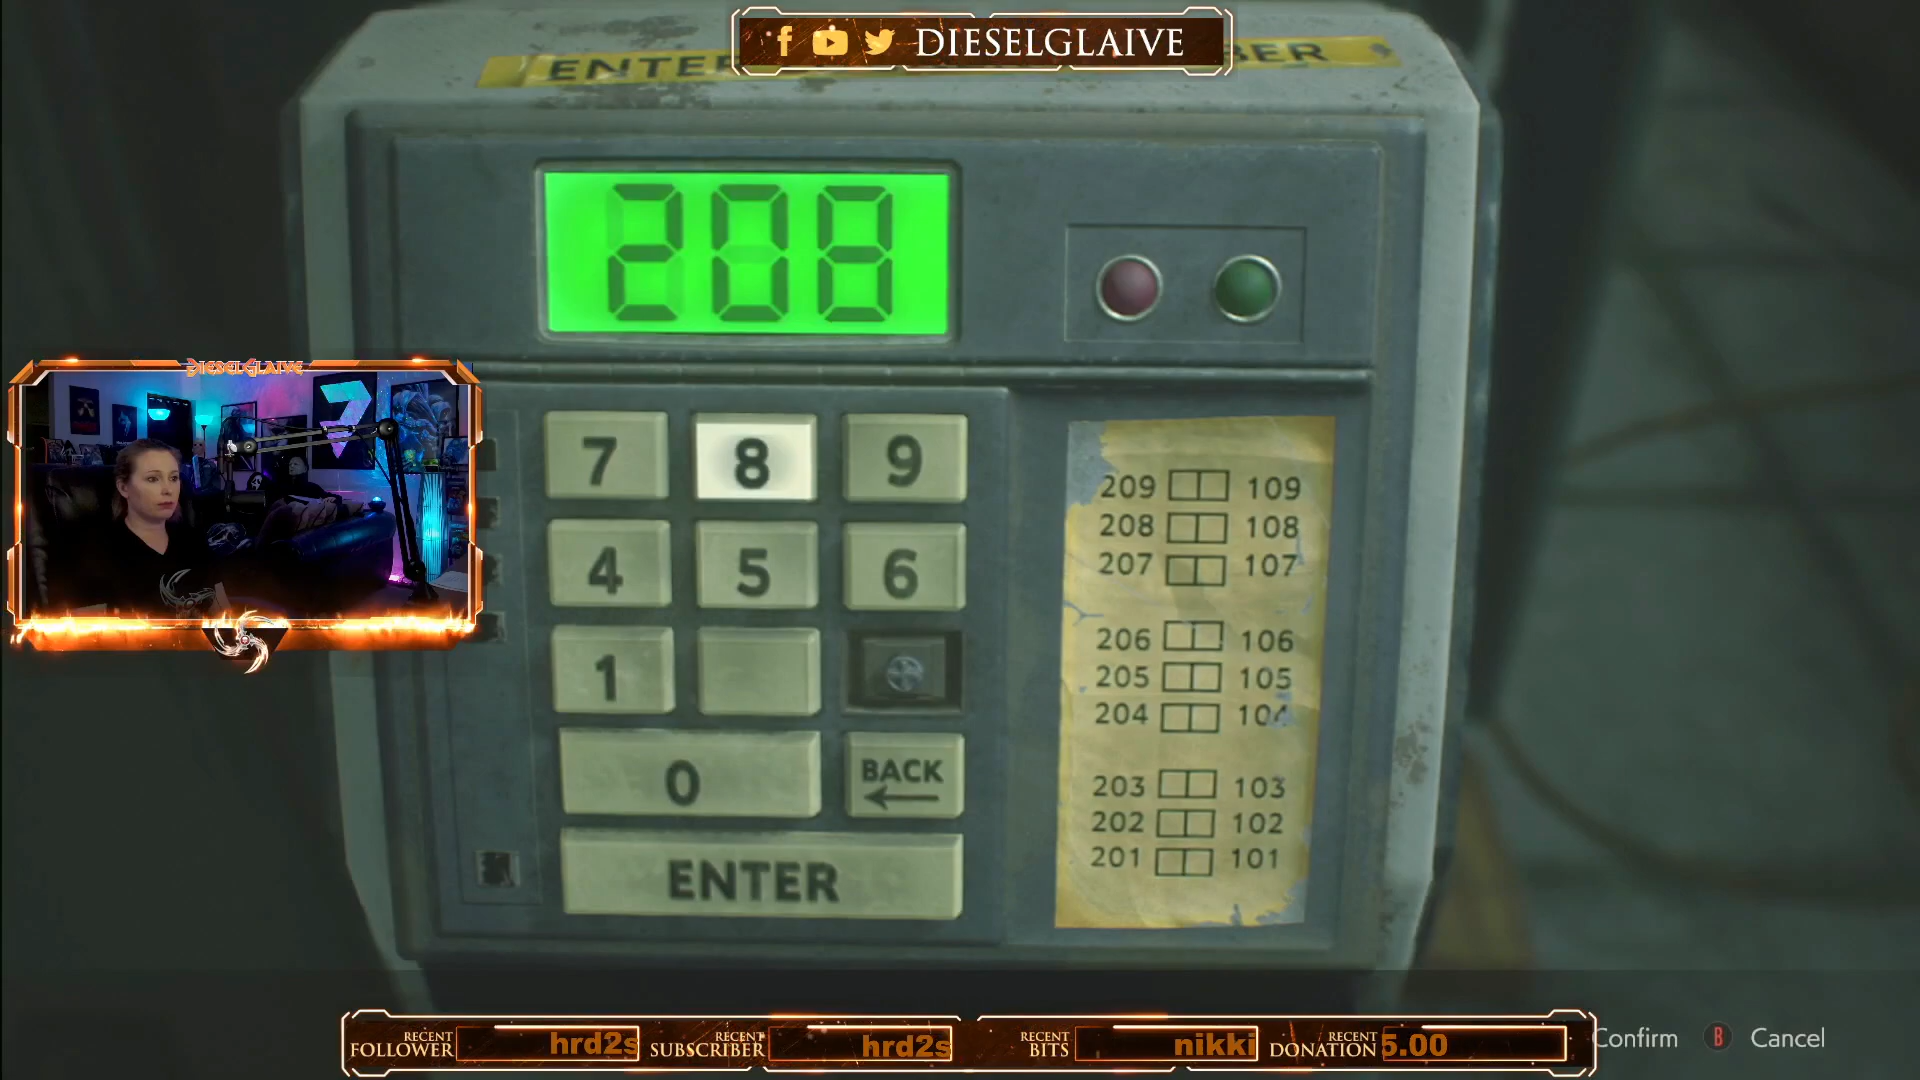 DIESELGLAIVE
ENTER BER
208
DIESELGLAIVE
7 8 9
4 5 6
1
0 BACK
ENTER
209 109
208 108
207 107
206 106
205 105
204 104
203 103
202 102
201 101
RECENT FOLLOWER hrd2s
RECENT SUBSCRIBER hrd2s
RECENT BITS nikki
RECENT DONATION 5.00
Confirm B Cancel